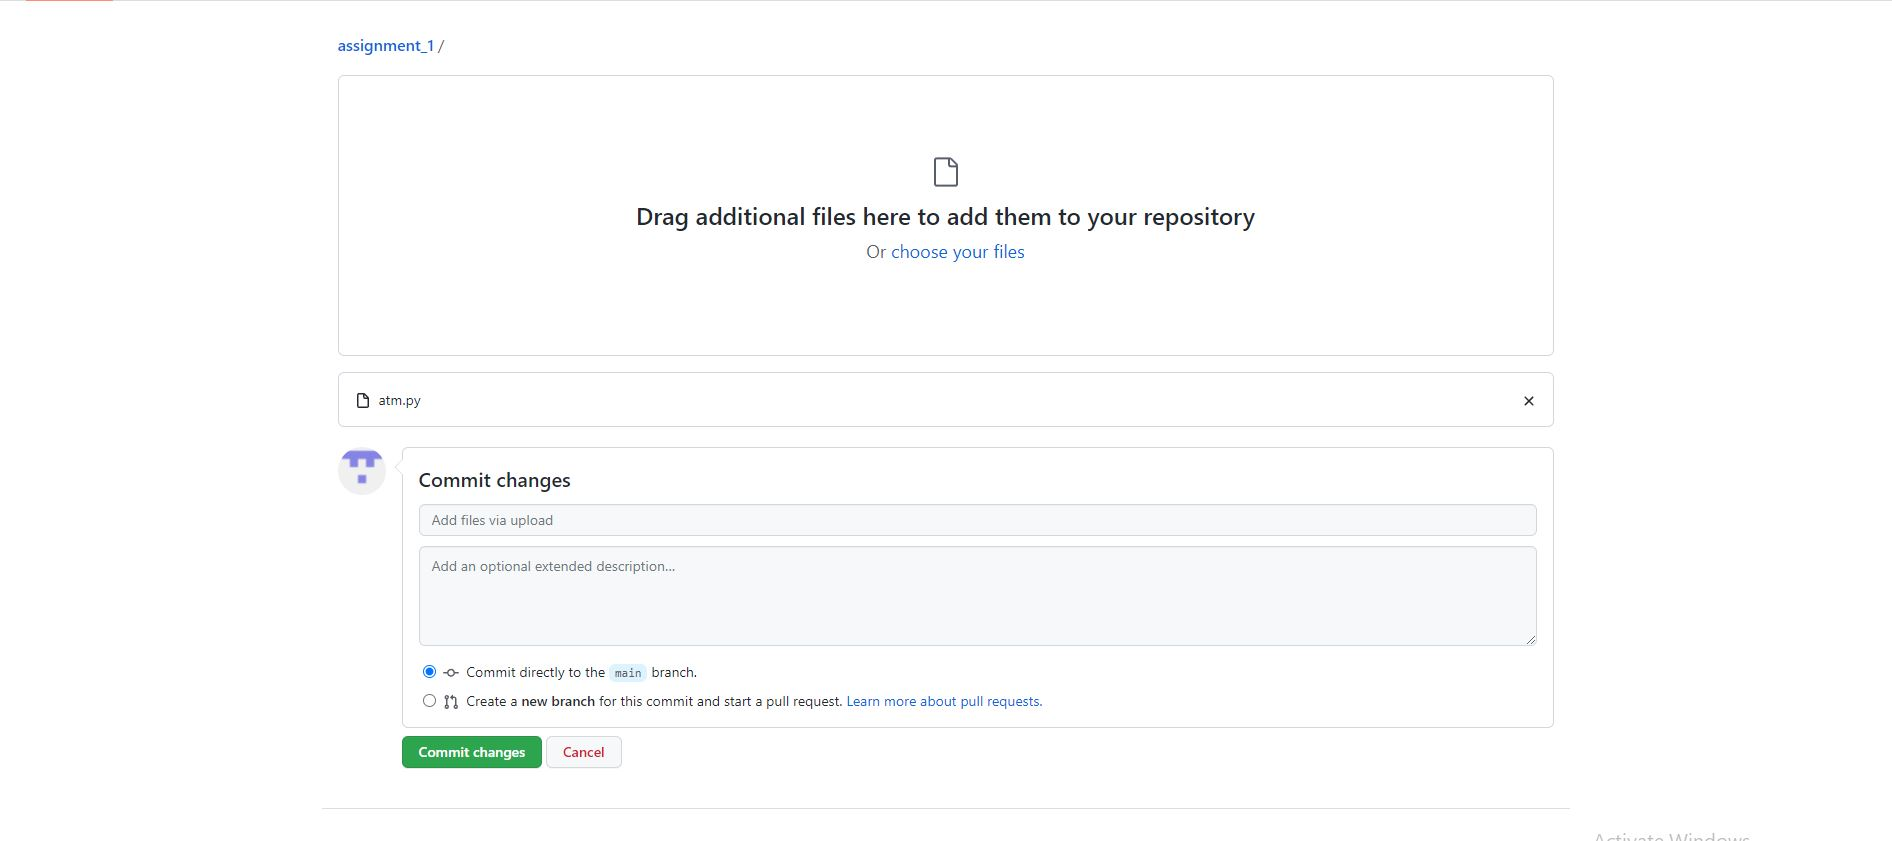 assignment_1 /
Drag additional files here to add them to your repository
Or choose your files
atm.py
Commit changes
Add files via upload
Add an optional extended description...
Commit directly to the main branch.
Create a new branch for this commit and start a pull request. Learn more about pull requests.
Commit changes Cancel
Activate Windows